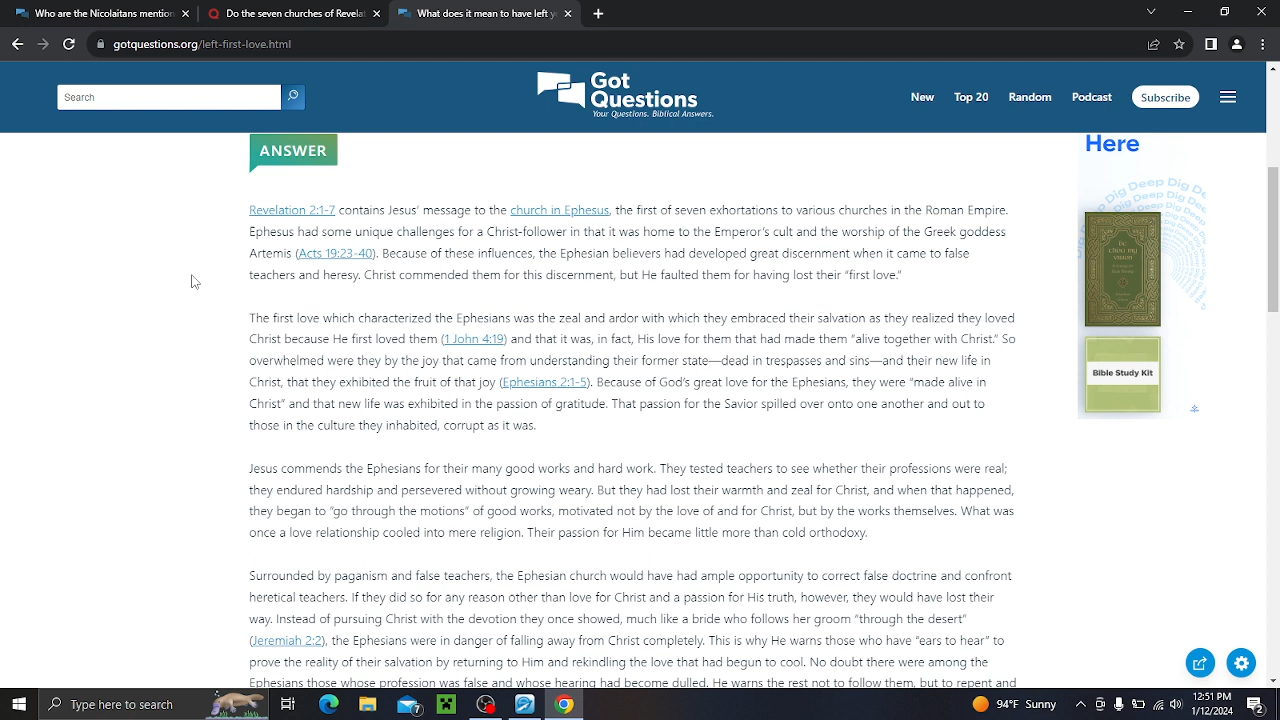 Who are the Nicolaitans mention
Do the letters of Revelat
What does it mean that have left yo
gotquestions.org/left-first-love.html
Search
Got
Questions
Your Questions. Biblical Answers.
New
Top 20
Random
Podcast
Subscribe
ANSWER
Here
Revelation 2:1-7 contains Jesus’ message to the church in Ephesus, the first of seven exhortations to various churches in the Roman Empire.
Ephesus had some unique challenges for a Christ-follower in that it was home to the Emperor’s cult and the worship of the Greek goddess
Artemis (Acts 19:23-40). Because of these influences, the Ephesian believers had developed great discernment when it came to false
teachers and heresy. Christ commended them for this discernment, but He faulted them for having lost their “first love.”
The first love which characterized the Ephesians was the zeal and ardor with which they embraced their salvation as they realized they loved
Christ because He first loved them (1 John 4:19) and that it was, in fact, His love for them that had made them “alive together with Christ.” So
overwhelmed were they by the joy that came from understanding their former state—dead in trespasses and sins—and their new life in
Christ, that they exhibited the fruit of that joy (Ephesians 2:1-5). Because of God’s great love for the Ephesians, they were “made alive in
Christ” and that new life was exhibited in the passion of gratitude. That passion for the Savior spilled over onto one another and out to
those in the culture they inhabited, corrupt as it was.
Jesus commends the Ephesians for their many good works and hard work. They tested teachers to see whether their professions were real;
they endured hardship and persevered without growing weary. But they had lost their warmth and zeal for Christ, and when that happened,
they began to “go through the motions” of good works, motivated not by the love of and for Christ, but by the works themselves. What was
once a love relationship cooled into mere religion. Their passion for Him became little more than cold orthodoxy.
Surrounded by paganism and false teachers, the Ephesian church would have had ample opportunity to correct false doctrine and confront
heretical teachers. If they did so for any reason other than love for Christ and a passion for His truth, however, they would have lost their
way. Instead of pursuing Christ with the devotion they once showed, much like a bride who follows her groom “through the desert”
(Jeremiah 2:2), the Ephesians were in danger of falling away from Christ completely. This is why He warns those who have “ears to hear” to
prove the reality of their salvation by returning to Him and rekindling the love that had begun to cool. No doubt there were among the
Ephesians those whose profession was false and whose hearing had become dulled. He warns the rest not to follow them, but to repent and
Dig Deep Dig De
Bible Study Kit
Type here to search
Sunny
12:51 PM
1/12/2024